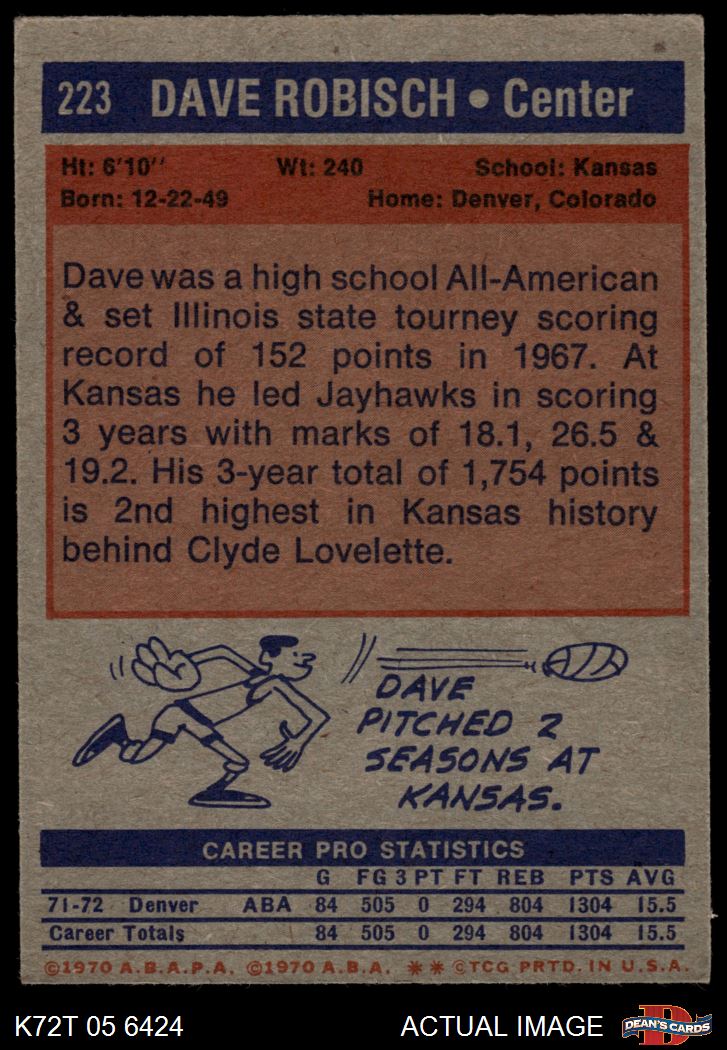 223 DAVE ROBISCH • Center
Ht: 6'10'' Wt: 240 School: Kansas
Born: 12-22-49 Home: Denver, Colorado
Dave was a high school All-American
& set Illinois state tourney scoring
record of 152 points in 1967. At
Kansas he led Jayhawks in scoring
3 years with marks of 18.1, 26.5 &
19.2. His 3-year total of 1,754 points
is 2nd highest in Kansas history
behind Clyde Lovelette.
DAVE
PITCHED 2
SEASONS AT
KANSAS.
CAREER PRO STATISTICS
G FG 3 PT FT REB PTS AVG
71-72 Denver ABA 84 505 0 294 804 1304 15.5
Career Totals 84 505 0 294 804 1304 15.5
©1970 A.B.A.P.A. ©1970 A.B.A. ** ©TCG PRTD. IN U.S.A.
K72T 05 6424 ACTUAL IMAGE D DEAN'S CARDS